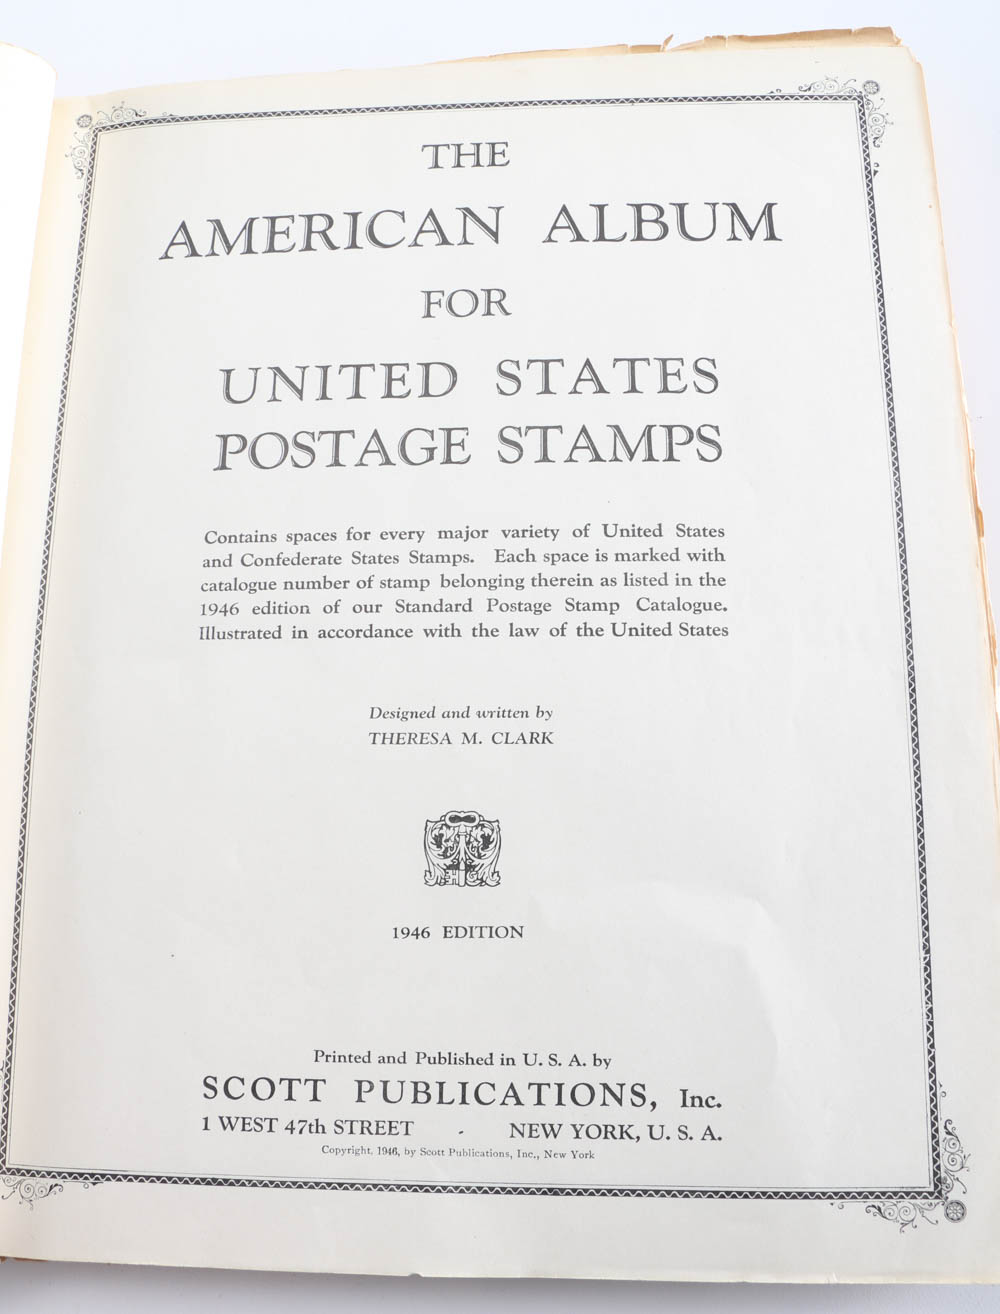 THE
AMERICAN ALBUM
FOR
UNITED STATES
POSTAGE STAMPS
Contains spaces for every major variety of United States
and Confederate States Stamps. Each space is marked with
catalogue number of stamp belonging therein as listed in the
1946 edition of our Standard Postage Stamp Catalogue.
Illustrated in accordance with the law of the United States
Designed and written by
THERESA M. CLARK
1946 EDITION
Printed and Published in U. S. A. by
SCOTT PUBLICATIONS, Inc.
1 WEST 47th STREET - NEW YORK, U. S. A.
Copyright, 1946, by Scott Publications, Inc., New York